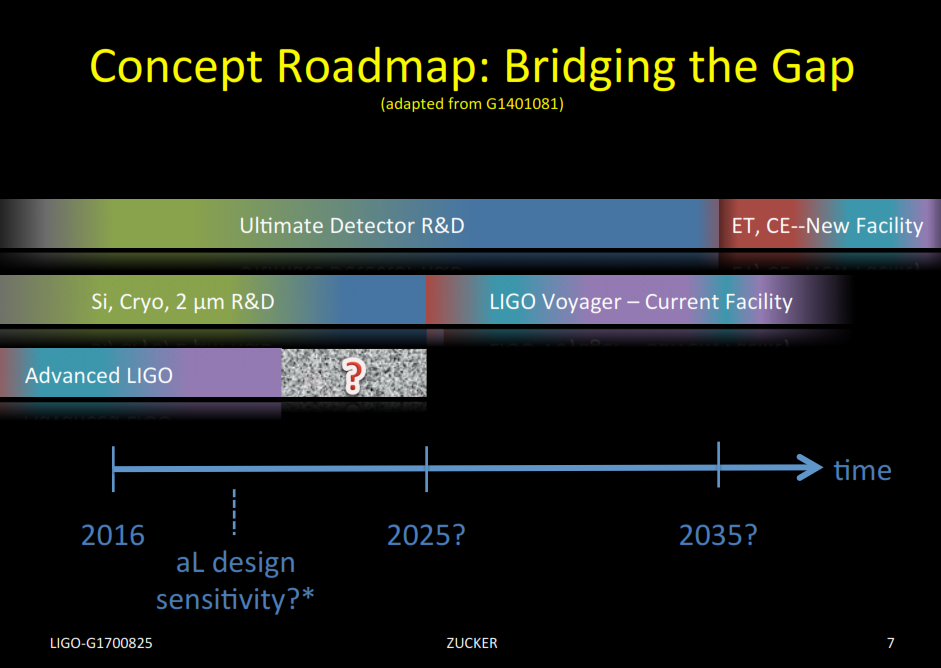 Concept Roadmap: Bridging the Gap
(adapted from G1401081)
Ultimate Detector R&D
ET, CE--New Facility
Si, Cryo, 2 μm R&D
LIGO Voyager – Current Facility
Advanced LIGO
?
time
2016
2025?
2035?
aL design
sensitivity?*
LIGO-G1700825
ZUCKER
7